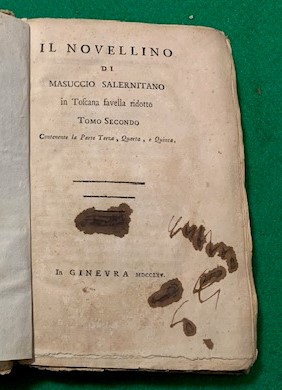 IL NOVELLINO
DI
MASUCCIO SALERNITANO
in Toscana favella ridotto
TOMO SECONDO
Contenente la Parte Terza, Quarta, e Quinta.
In GINEVRA MDCCLXV.